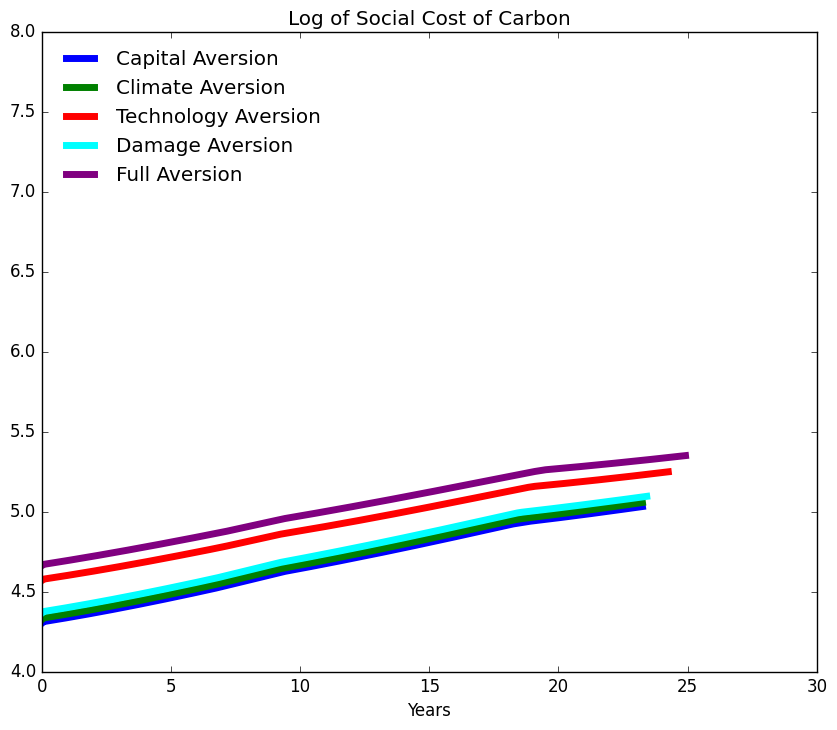 Log of Social Cost of Carbon
8.0
7.5
7.0
6.5
6.0
5.5
5.0
4.5
4.0
Capital Aversion
Climate Aversion
Technology Aversion
Damage Aversion
Full Aversion
0 5 10 15 20 25 30
Years